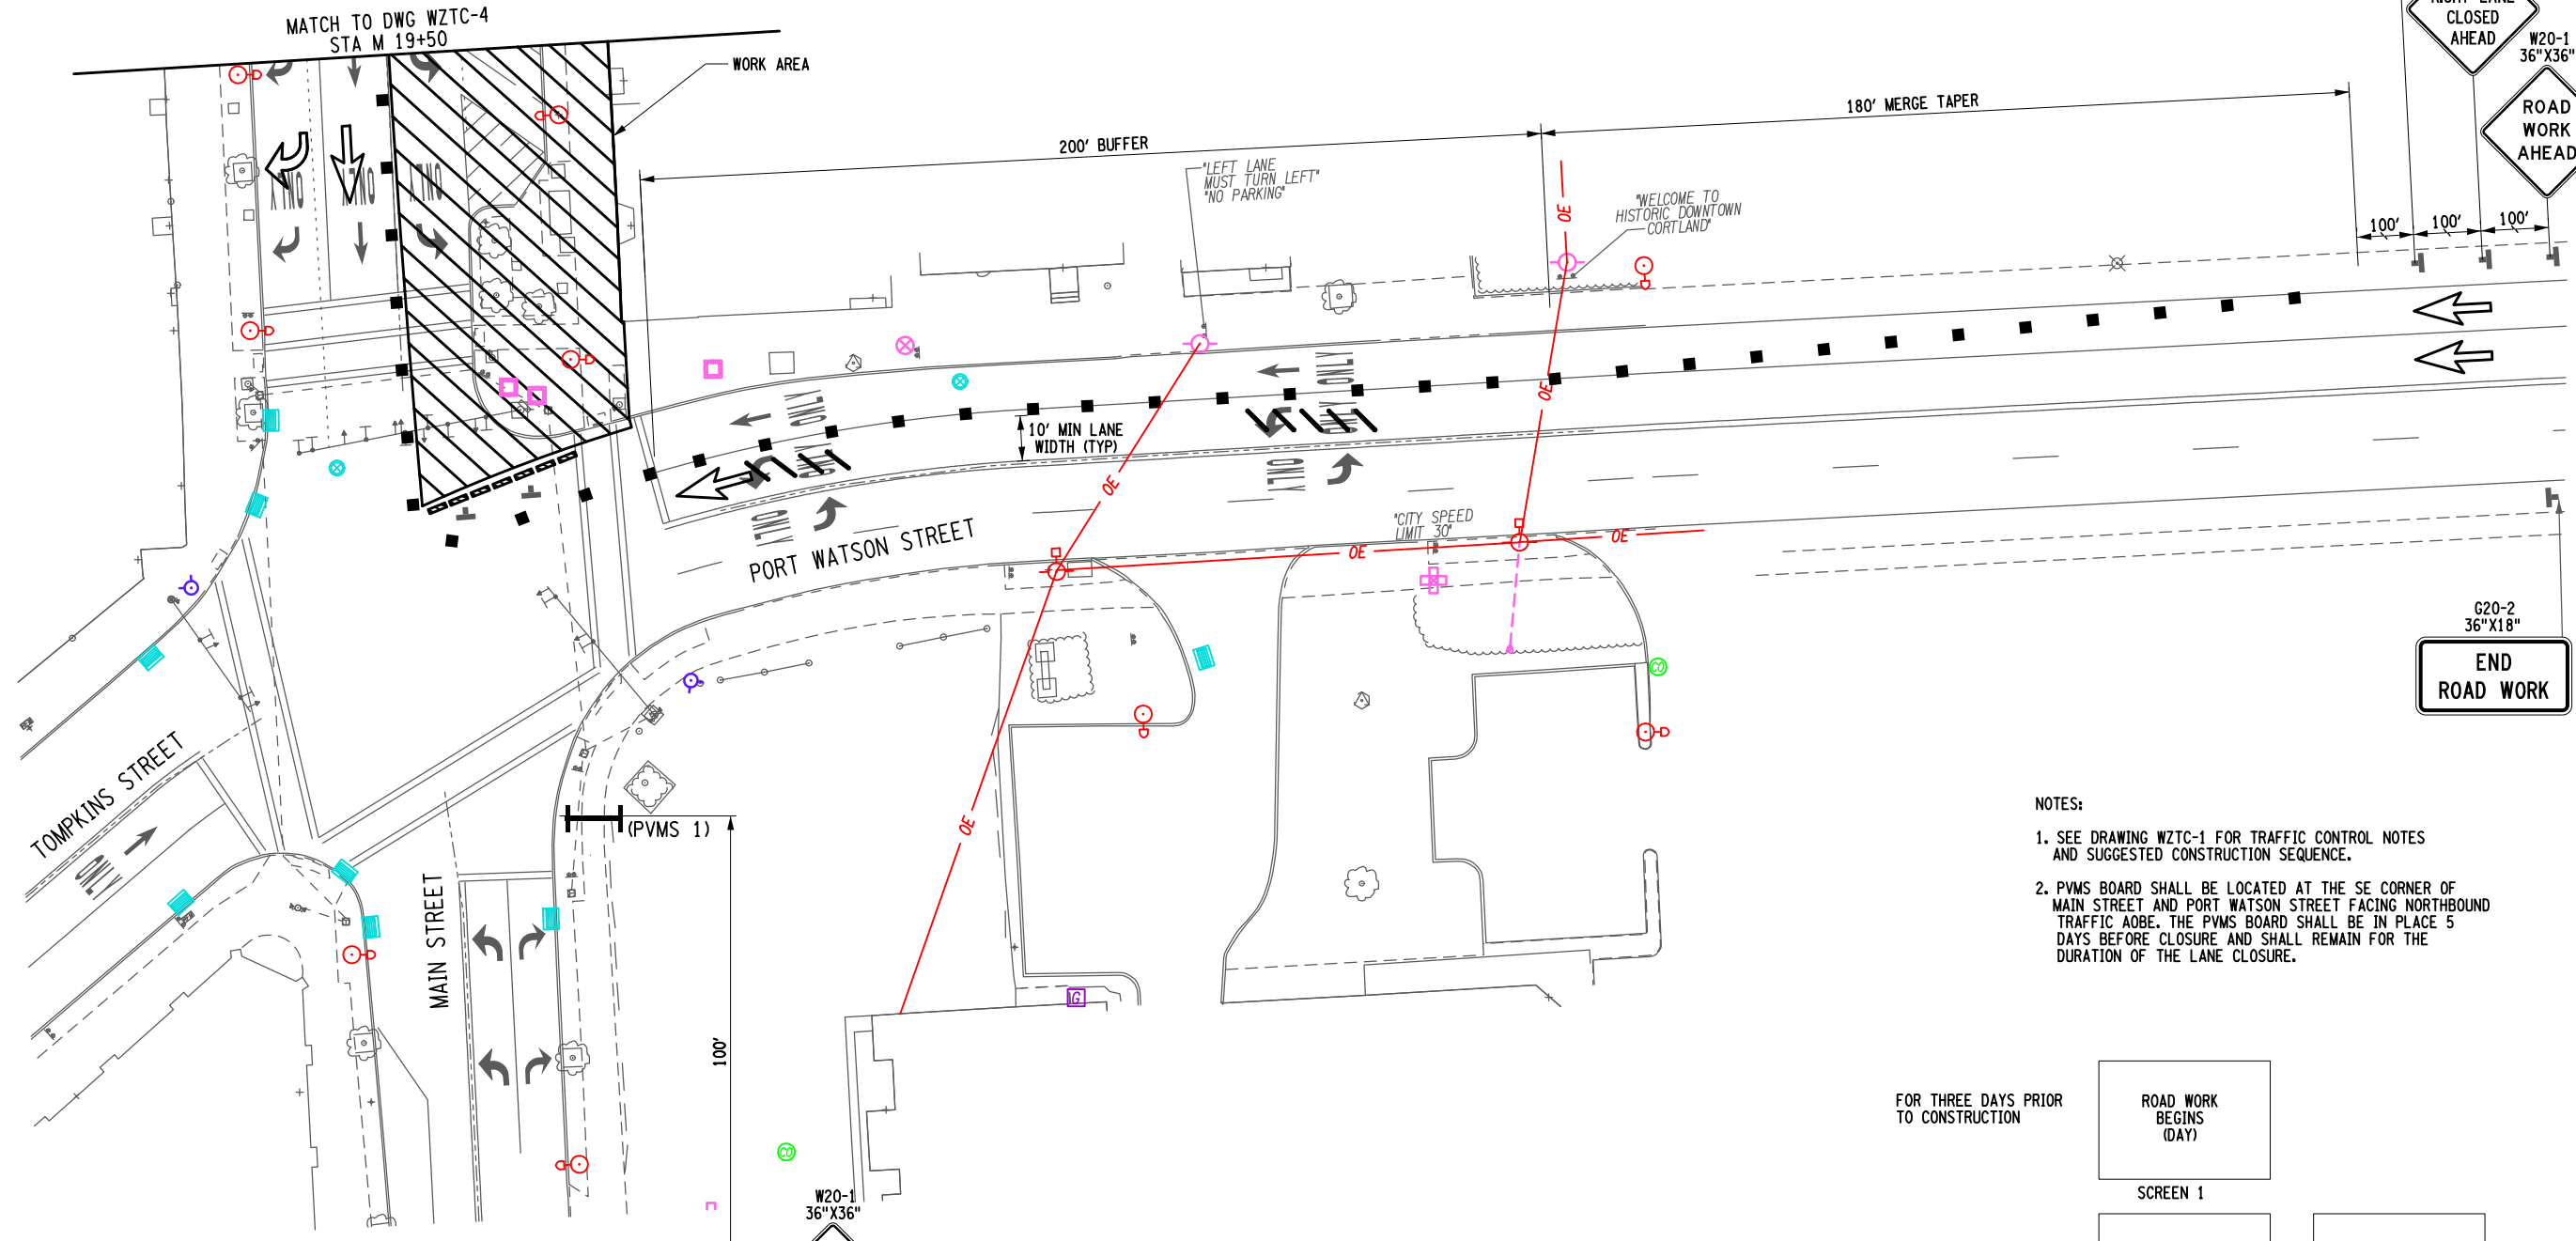 MATCH TO DWG WZTC-4
STA M 19+50
WORK AREA
200' BUFFER
180' MERGE TAPER
CLOSED
AHEAD
W20-1
36"X36"
ROAD
WORK
AHEAD
100'
100'
100'
"LEFT LANE
MUST TURN LEFT"
"NO PARKING"
"WELCOME TO
HISTORIC DOWNTOWN
CORTLAND"
OE
OE
ONLY
ONLY
ONLY
ONLY
ONLY
ONLY
ONLY
10' MIN LANE
WIDTH (TYP)
OE
ONLY
ONLY
"CITY SPEED
LIMIT 30"
OE
OE
PORT WATSON STREET
G20-2
36"X18"
END
ROAD WORK
CO
TOMPKINS STREET
ONLY
(PVMS 1)
OE
MAIN STREET
100'
G
CO
NOTES:
1. SEE DRAWING WZTC-1 FOR TRAFFIC CONTROL NOTES
AND SUGGESTED CONSTRUCTION SEQUENCE.
2. PVMS BOARD SHALL BE LOCATED AT THE SE CORNER OF
MAIN STREET AND PORT WATSON STREET FACING NORTHBOUND
TRAFFIC AOBE. THE PVMS BOARD SHALL BE IN PLACE 5
DAYS BEFORE CLOSURE AND SHALL REMAIN FOR THE
DURATION OF THE LANE CLOSURE.
FOR THREE DAYS PRIOR
TO CONSTRUCTION
ROAD WORK
BEGINS
(DAY)
SCREEN 1
W20-1
36"X36"